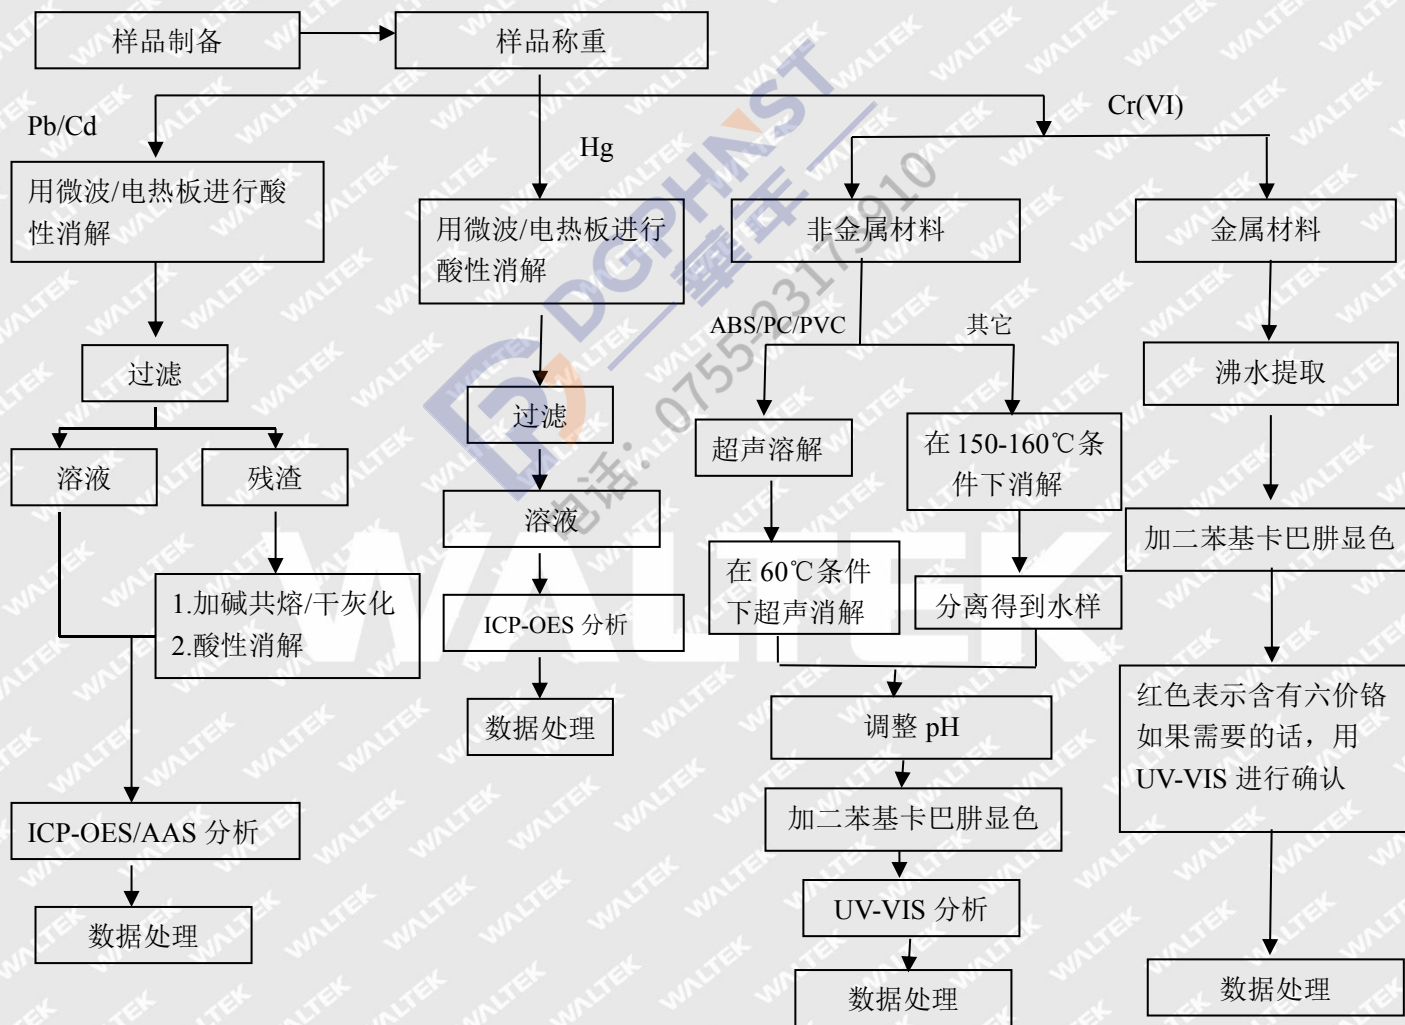 样品制备
样品称重
Pb/Cd
Hg
Cr(VI)
用微波/电热板进行酸
性消解
用微波/电热板进行
酸性消解
非金属材料
金属材料
ABS/PC/PVC
其它
过滤
过滤
沸水提取
溶液
残渣
超声溶解
在 150-160℃条
件下消解
溶液
加二苯基卡巴肼显色
1.加碱共熔/干灰化
2.酸性消解
ICP-OES 分析
在 60℃条件
下超声消解
分离得到水样
数据处理
调整 pH
红色表示含有六价铬
如果需要的话，用
UV-VIS 进行确认
ICP-OES/AAS 分析
加二苯基卡巴肼显色
数据处理
UV-VIS 分析
数据处理
数据处理
WALTEK
DGPHNST
电话：0755-23179910